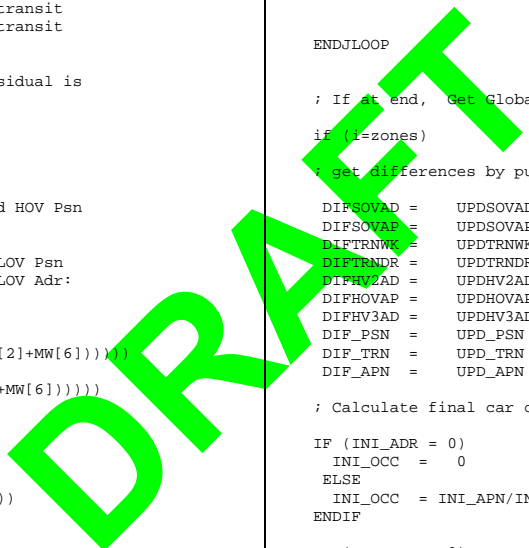 transit
transit
sidual is
d HOV Psn
LOV Psn
LOV Adr:
[2]+MW[6])))))
+MW[6])))))
))
ENDJLOOP
; If at end, Get Globa
if (i=zones)
; get differences by pu
DIFSOVAD = UPDSOVAD
DIFSOVAP = UPDSOVAP
DIFTRNWK = UPDTRNWK
DIFTRNDR = UPDTRNDR
DIFHV2AD = UPDHV2AD
DIFHOVAP = UPDHOVAP
DIFHV3AD = UPDHV3AD
DIF_PSN = UPD_PSN
DIF_TRN = UPD_TRN
DIF_APN = UPD_APN
; Calculate final car o
IF (INI_ADR = 0)
INI_OCC = 0
ELSE
INI_OCC = INI_APN/IN
ENDIF
DRAFT